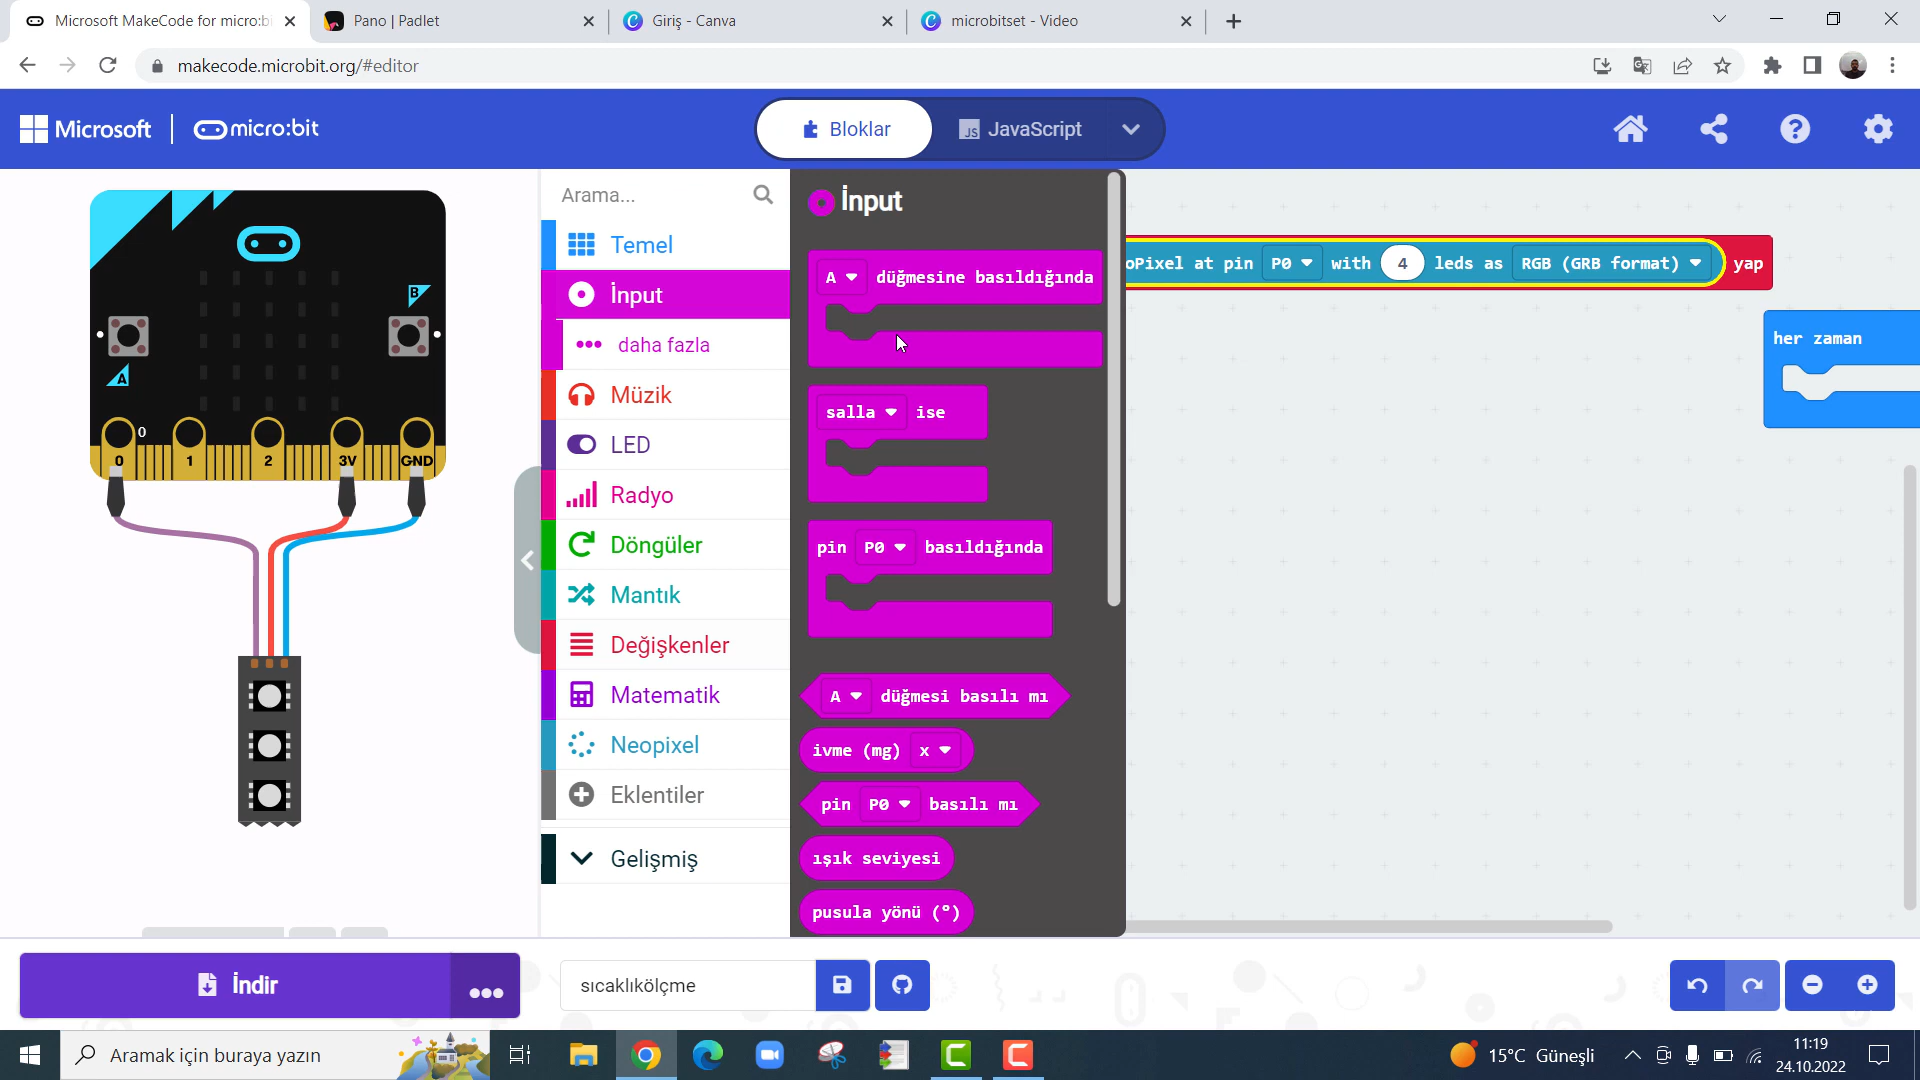 Microsoft MakeCode for micro:bi
Pano | Padlet
Giriş - Canva
microbitset - Video
makecode.microbit.org/#editor
Microsoft
micro:bit
Bloklar
JS JavaScript
Arama...
Temel
İnput
daha fazla
Müzik
LED
Radyo
Döngüler
Mantık
Değişkenler
Matematik
Neopixel
Eklentiler
Gelişmiş
İnput
A düğmesine basıldığında
salla ise
pin P0 basıldığında
A düğmesi basılı mı
ivme (mg) x
pin P0 basılı mı
ışık seviyesi
pusula yönü (°)
oPixel at pin P0 with 4 leds as RGB (GRB format) yap
her zaman
B
A
0
0 1 2 3V GND
İndir
sıcaklıkölçme
Aramak için buraya yazın
15°C Güneşli
11:19
24.10.2022